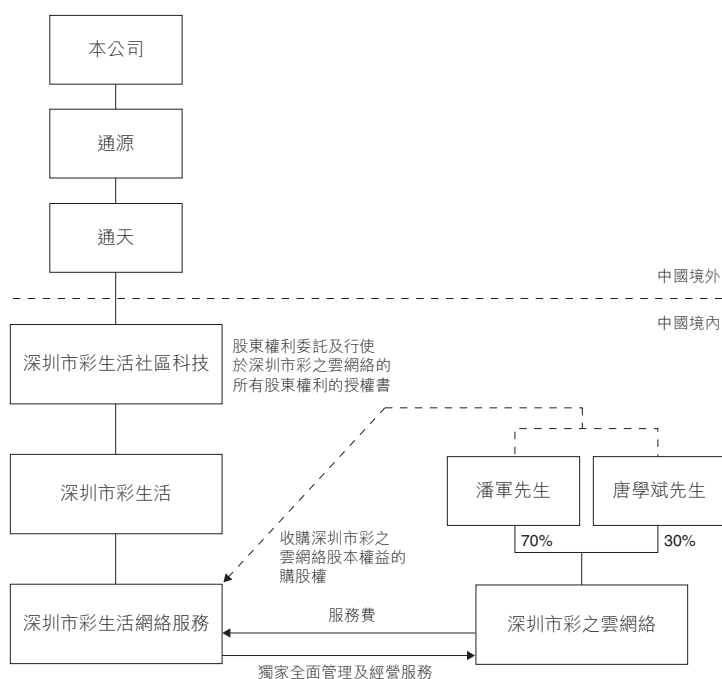 本公司
通源
通天
中國境外
中國境內
深圳市彩生活社區科技
股東權利委託及行使
於深圳市彩之雲網絡的
所有股東權利的授權書
深圳市彩生活
潘軍先生
唐學斌先生
70%
30%
收購深圳市彩之
雲網絡股本權益的
購股權
深圳市彩生活網絡服務
服務費
深圳市彩之雲網絡
獨家全面管理及經營服務